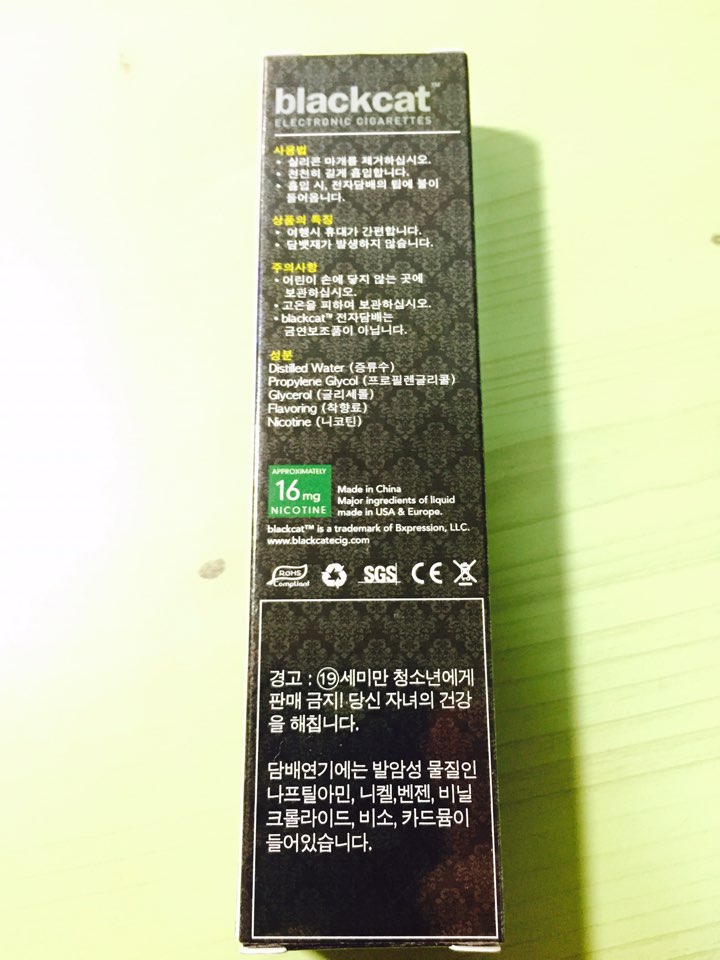 blackcat™
ELECTRONIC CIGARETTES
사용법
• 실리콘 마개를 제거하십시오.
• 천천히 길게 흡입합니다.
• 흡입 시, 전자담배의 팁에 불이
들어옵니다.
상품의 특징
• 여행시 휴대가 간편합니다.
• 담뱃재가 발생하지 않습니다.
주의사항
• 어린이 손에 닿지 않는 곳에
보관하십시오.
• 고온을 피하여 보관하십시오.
• blackcat™ 전자담배는
금연보조품이 아닙니다.
성분
Distilled Water (증류수)
Propylene Glycol (프로필렌글리콜)
Glycerol (글리세롤)
Flavoring (착향료)
Nicotine (니코틴)
APPROXIMATELY
16 mg
NICOTINE
Made in China
Major ingredients of liquid
made in USA & Europe.
blackcat™ is a trademark of Bxpression, LLC.
www.blackcatecig.com
RoHS
Compliant
SGS
CE
경고 : ⑲세미만 청소년에게
판매 금지! 당신 자녀의 건강
을 해칩니다.
담배연기에는 발암성 물질인
나프틸아민, 니켈,벤젠, 비닐
크롤라이드, 비소, 카드뮴이
들어있습니다.